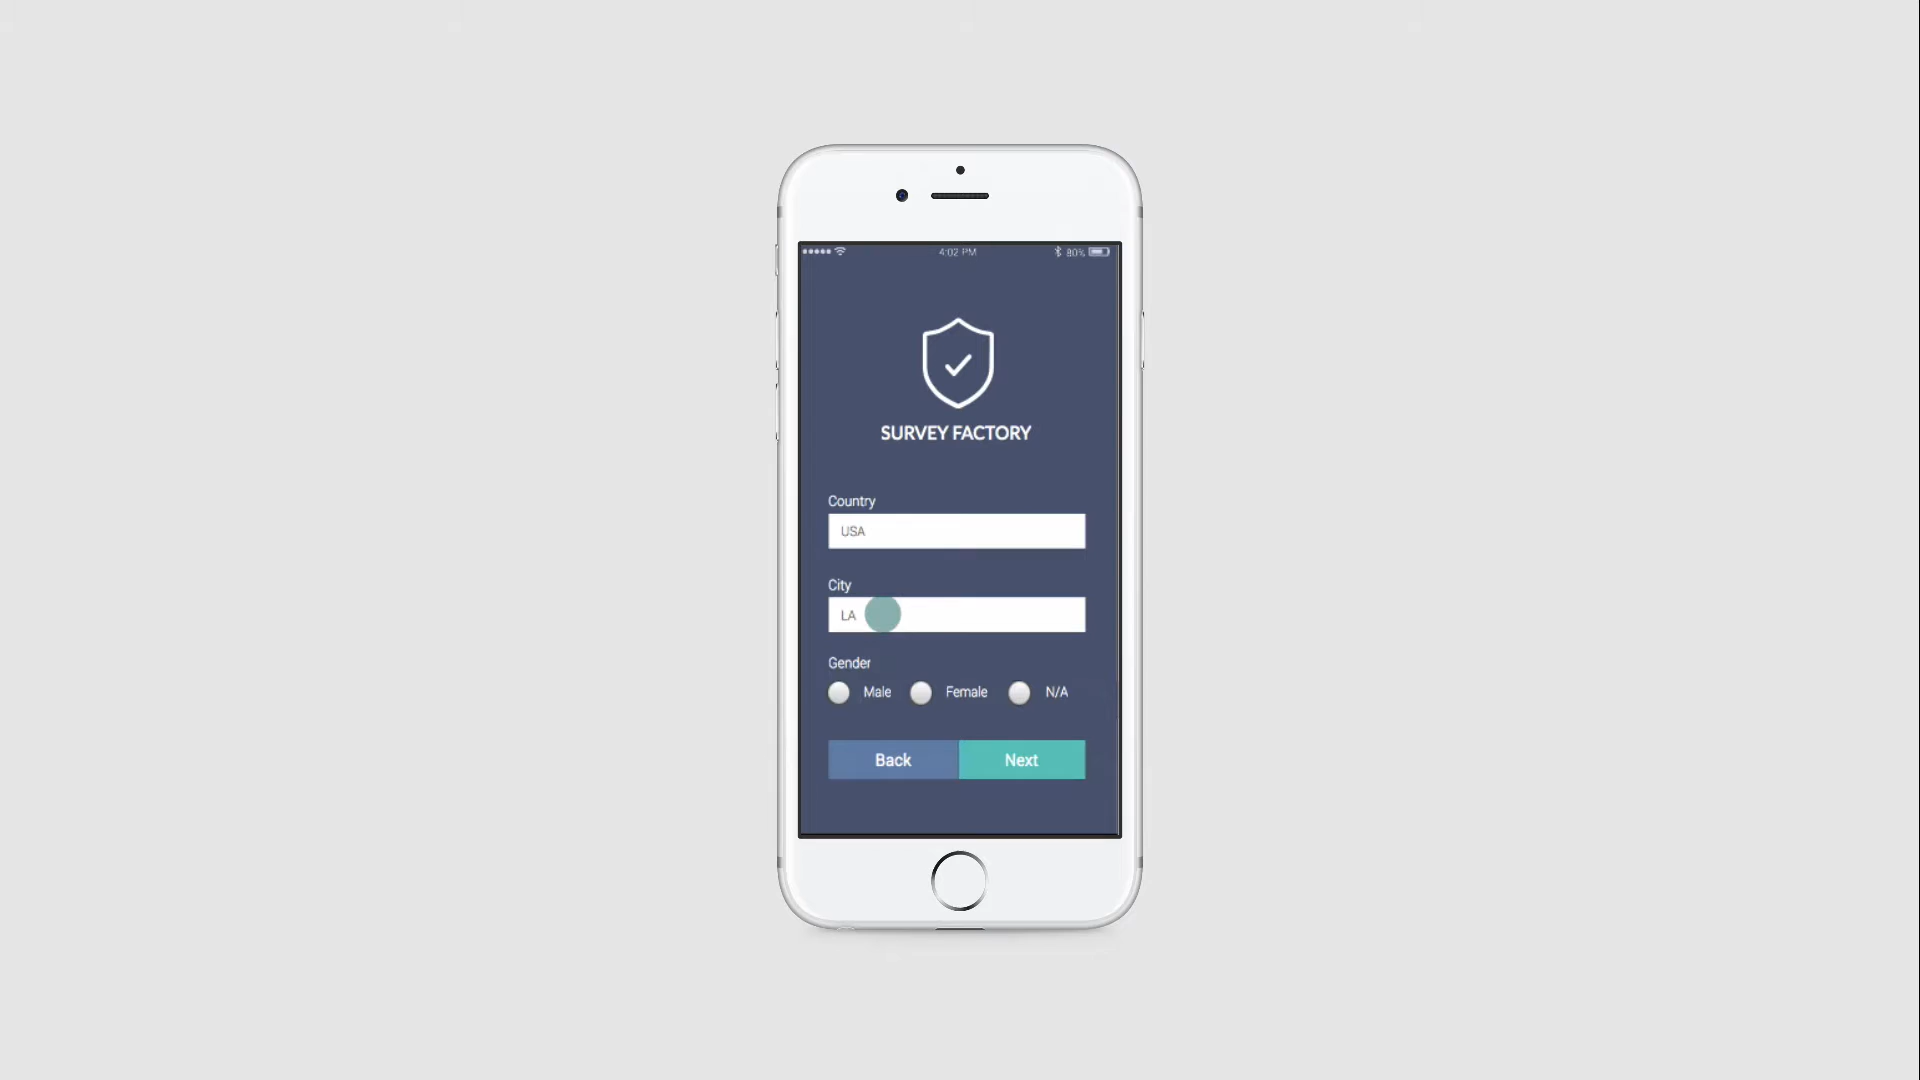 4:02 PM 80%
SURVEY FACTORY
Country
USA
City
LA
Gender
Male Female N/A
Back Next